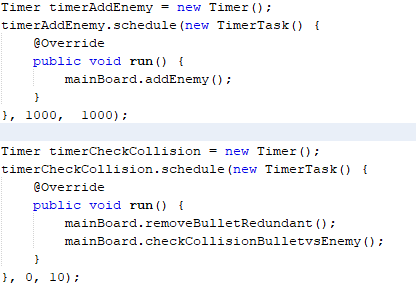 Timer timerAddEnemy = new Timer();
timerAddEnemy.schedule(new TimerTask() {
    @Override
    public void run() {
        mainBoard.addEnemy();
    }
}, 1000,  1000);
Timer timerCheckCollision = new Timer();
timerCheckCollision.schedule(new TimerTask() {
    @Override
    public void run() {
        mainBoard.removeBulletRedundant();
        mainBoard.checkCollisionBulletvsEnemy();
    }
}, 0, 10);